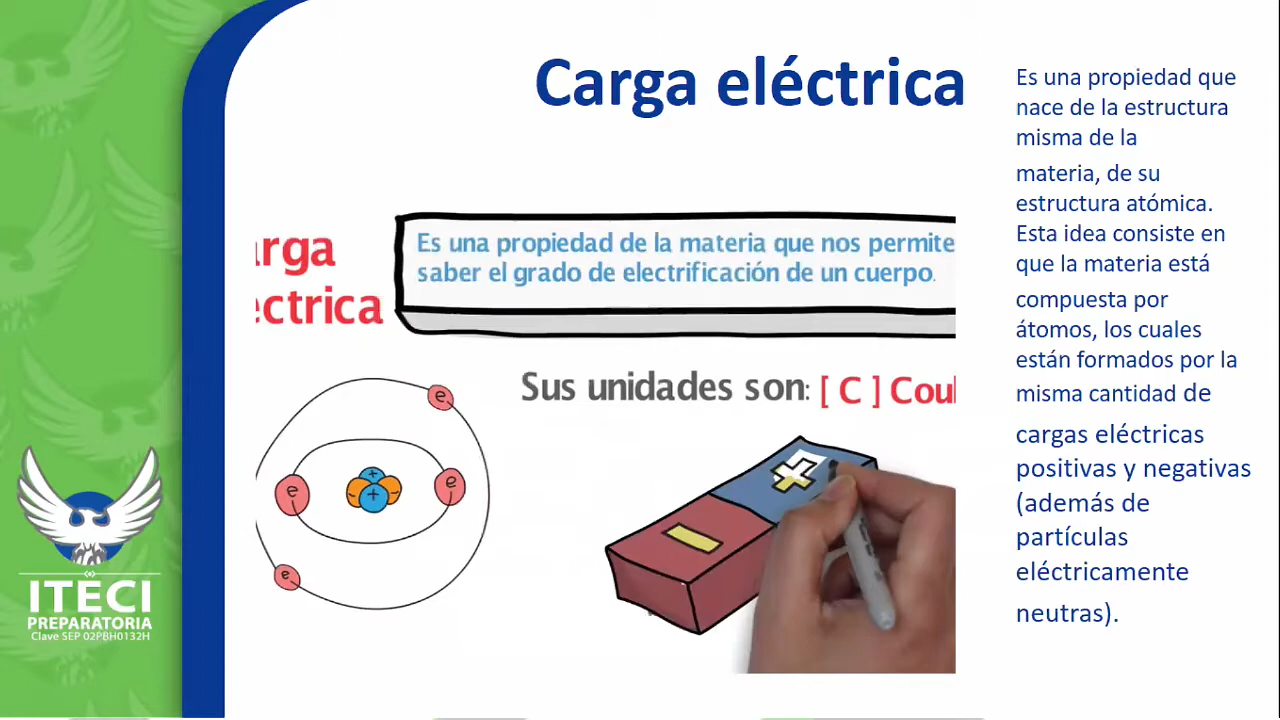 Carga eléctrica
Es una propiedad que
nace de la estructura
misma de la
materia, de su
estructura atómica.
Esta idea consiste en
que la materia está
compuesta por
átomos, los cuales
están formados por la
misma cantidad de
cargas eléctricas
positivas y negativas
(además de
partículas
eléctricamente
neutras).
arga
éctrica
Es una propiedad de la materia que nos permite
saber el grado de electrificación de un cuerpo.
Sus unidades son: [ C ] Coul
e
e
e
e
+
+
ITECI
PREPARATORIA
Clave SEP 02PBH0132H